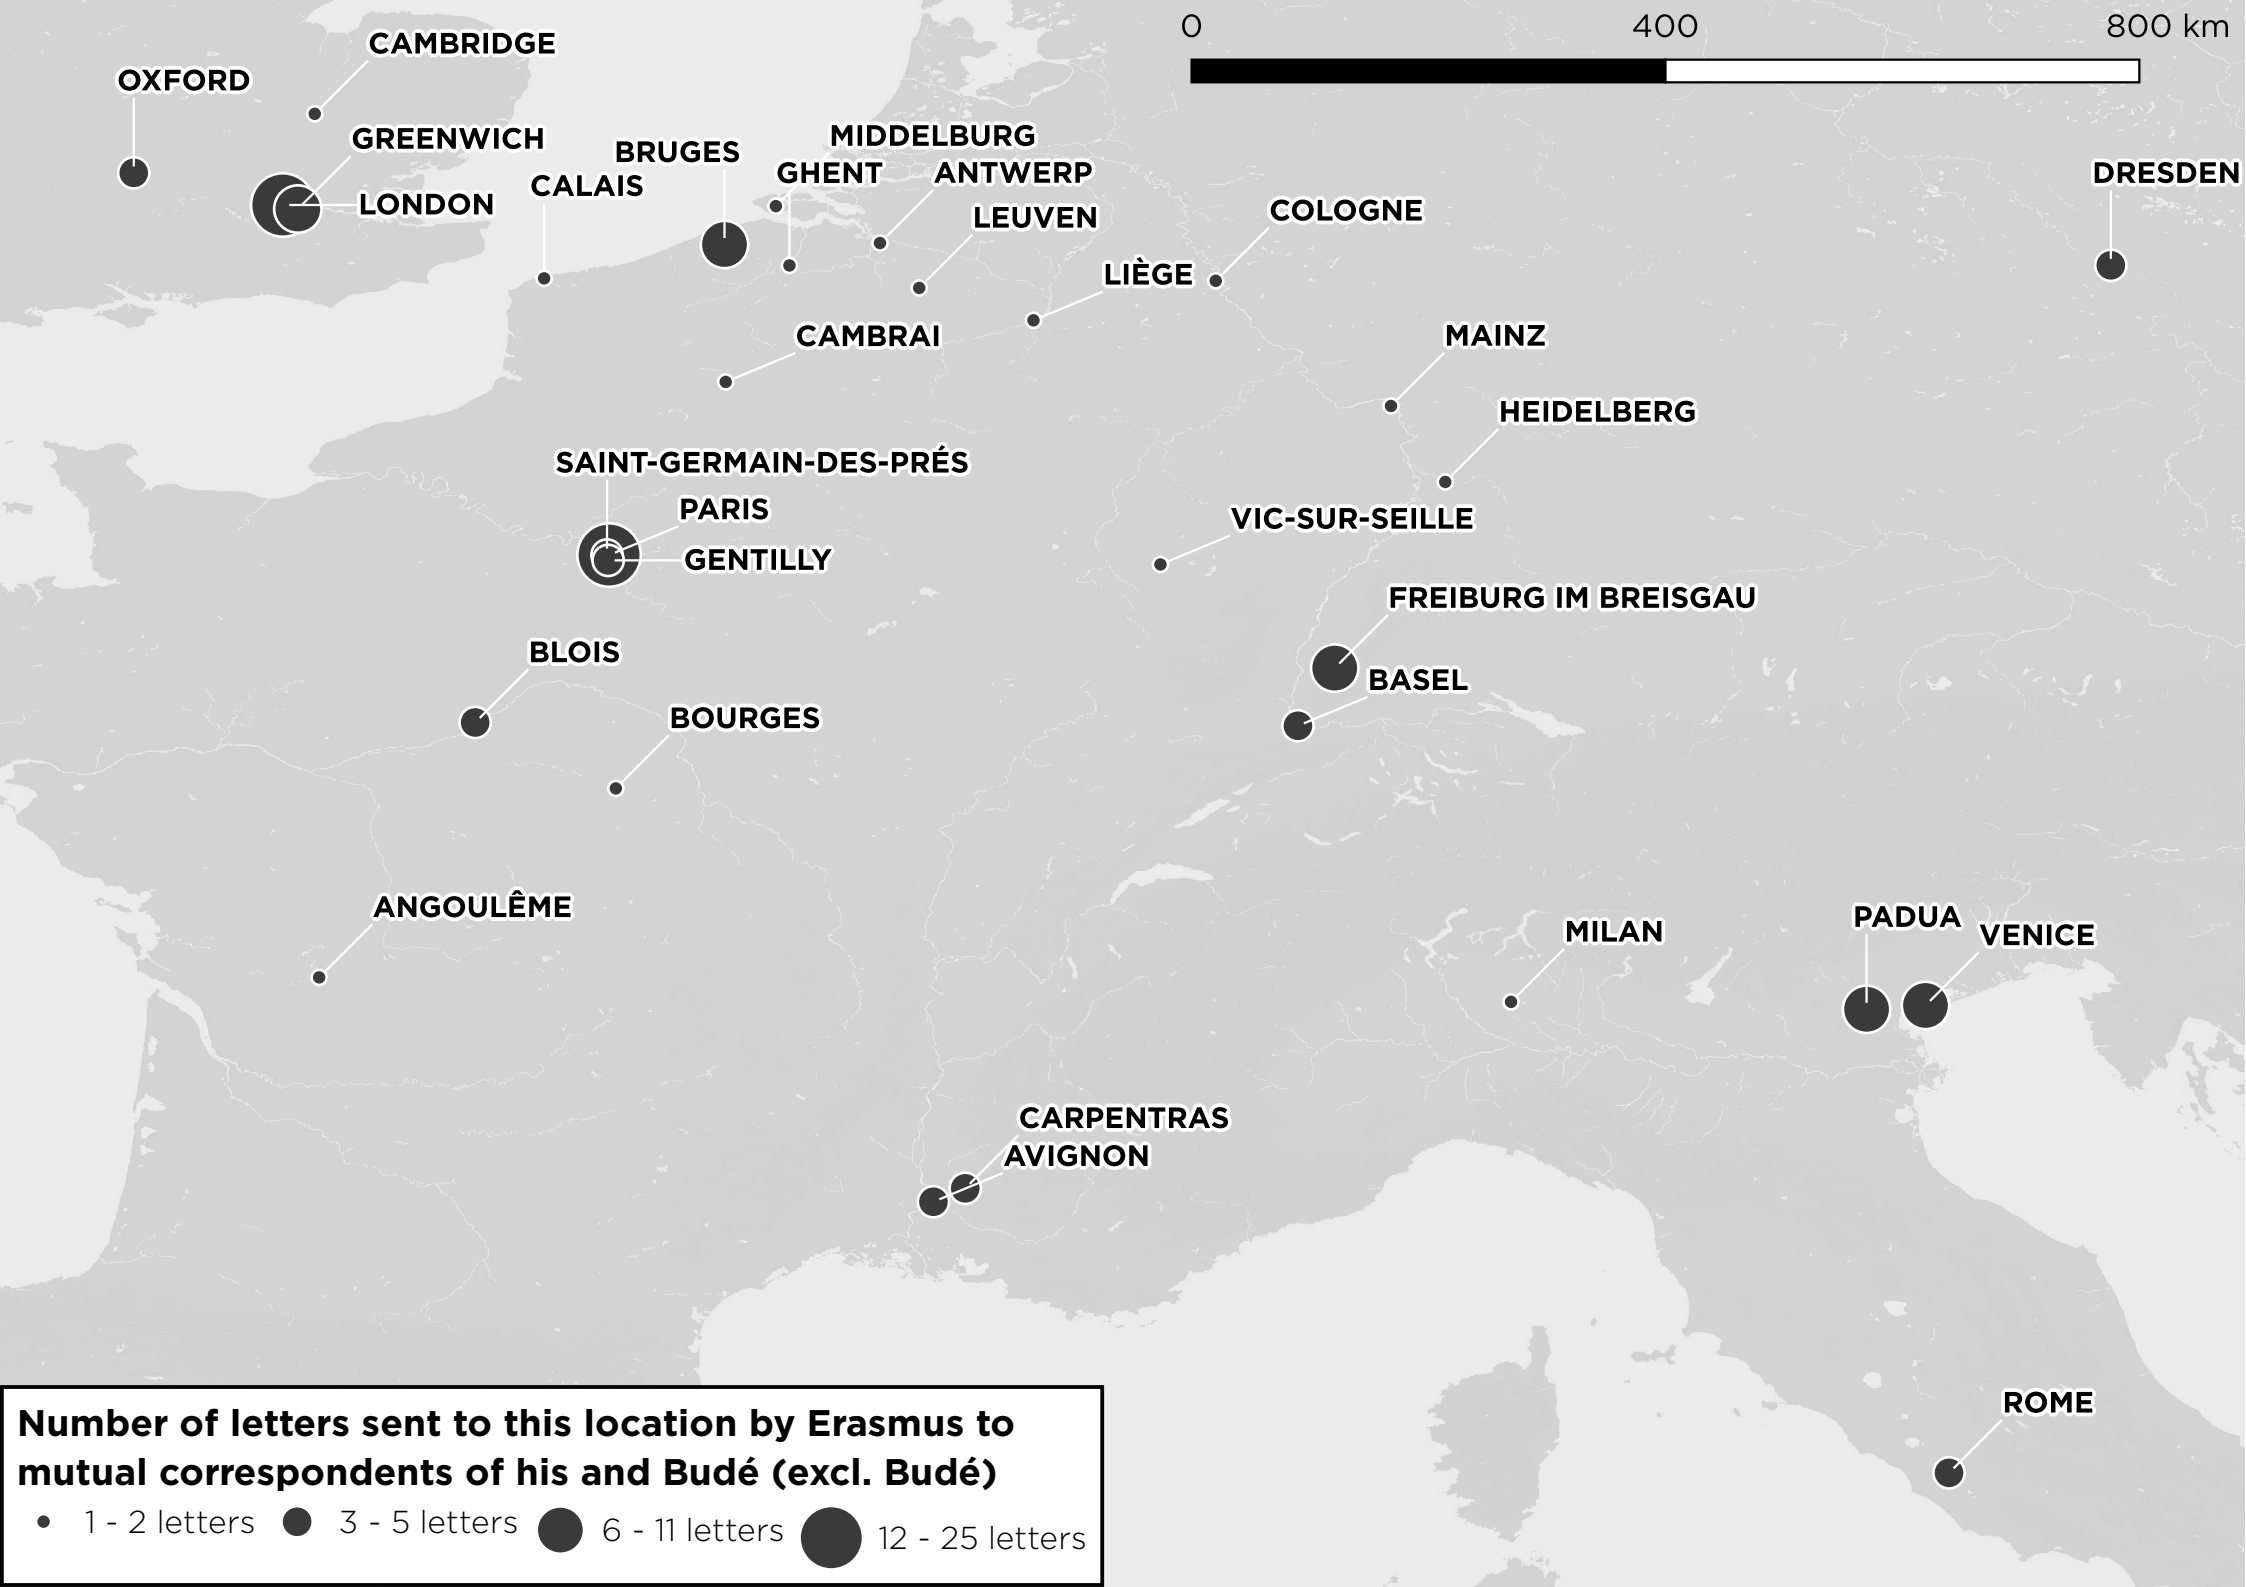 0 400 800 km
CAMBRIDGE
OXFORD
GREENWICH
LONDON
CALAIS
BRUGES
MIDDELBURG
GHENT
ANTWERP
LEUVEN
COLOGNE
DRESDEN
LIÈGE
CAMBRAI
MAINZ
HEIDELBERG
SAINT-GERMAIN-DES-PRÉS
PARIS
GENTILLY
VIC-SUR-SEILLE
FREIBURG IM BREISGAU
BASEL
BLOIS
BOURGES
ANGOULÊME
MILAN
PADUA
VENICE
CARPENTRAS
AVIGNON
ROME
Number of letters sent to this location by Erasmus to
mutual correspondents of his and Budé (excl. Budé)
1 - 2 letters 3 - 5 letters 6 - 11 letters 12 - 25 letters